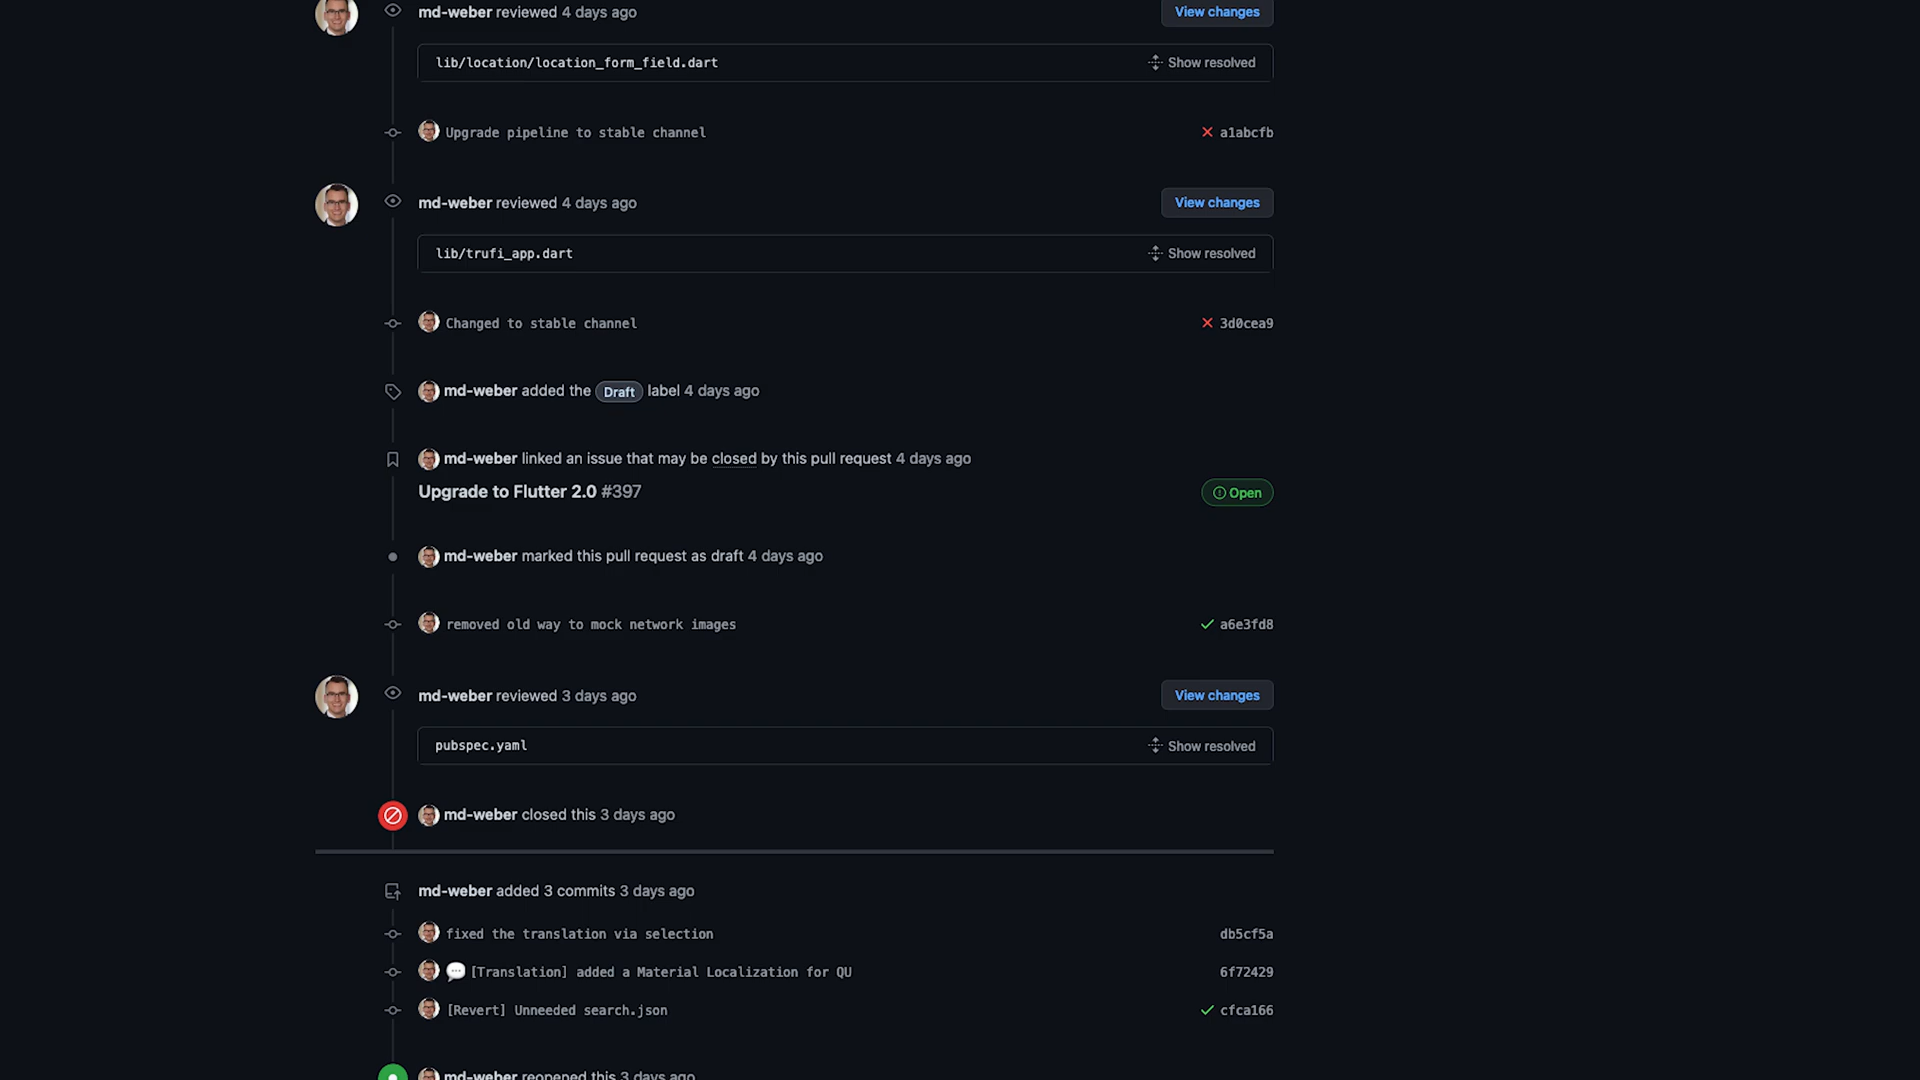 md-weber reviewed 4 days ago View changes
lib/location/location_form_field.dart Show resolved
Upgrade pipeline to stable channel a1abcfb
md-weber reviewed 4 days ago View changes
lib/trufi_app.dart Show resolved
Changed to stable channel 3d0cea9
md-weber added the Draft label 4 days ago
md-weber linked an issue that may be closed by this pull request 4 days ago
Upgrade to Flutter 2.0 #397 Open
md-weber marked this pull request as draft 4 days ago
removed old way to mock network images a6e3fd8
md-weber reviewed 3 days ago View changes
pubspec.yaml Show resolved
md-weber closed this 3 days ago
md-weber added 3 commits 3 days ago
fixed the translation via selection db5cf5a
[Translation] added a Material Localization for QU 6f72429
[Revert] Unneeded search.json cfca166
md-weber reopened this 3 days ago